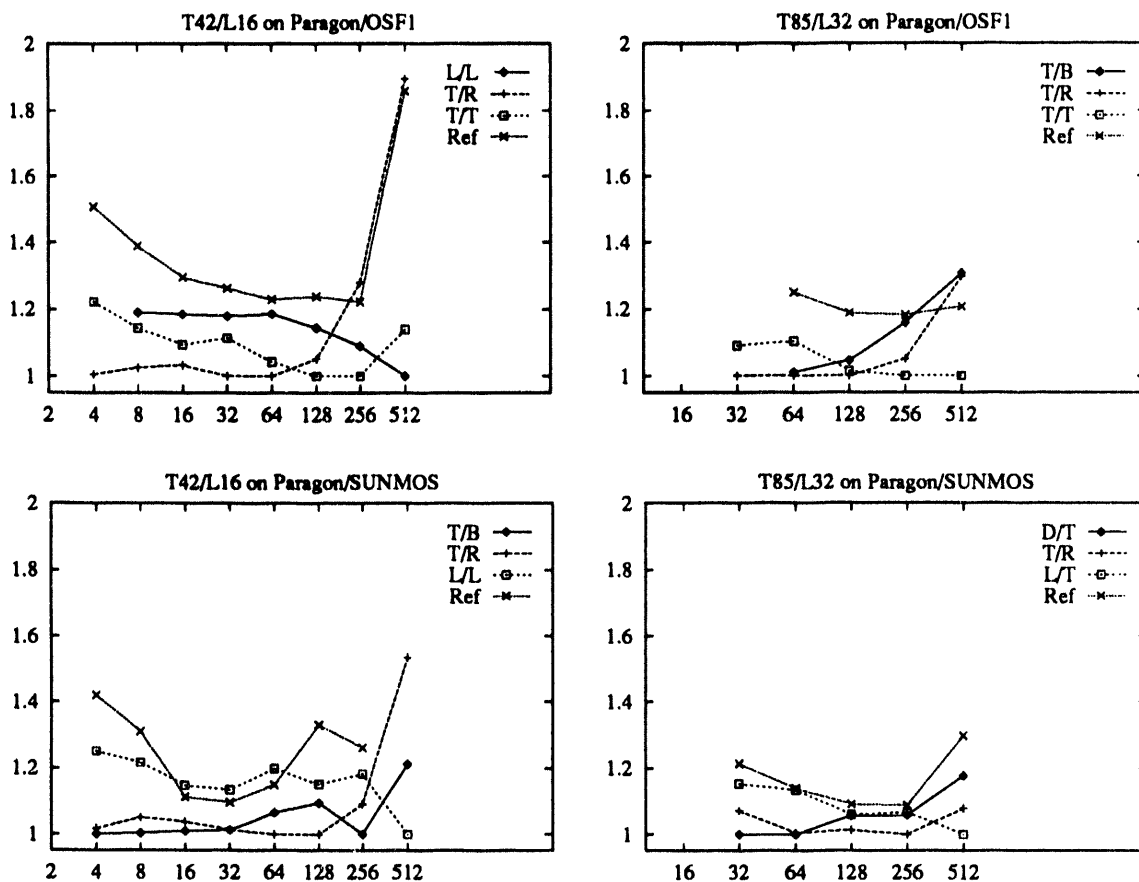 T42/L16 on Paragon/OSF1
2
1.8
1.6
1.4
1.2
1
L/L
T/R
T/T
Ref
2 4 8 16 32 64 128 256 512
T85/L32 on Paragon/OSF1
2
1.8
1.6
1.4
1.2
1
T/B
T/R
T/T
Ref
16 32 64 128 256 512
T42/L16 on Paragon/SUNMOS
2
1.8
1.6
1.4
1.2
1
T/B
T/R
L/L
Ref
2 4 8 16 32 64 128 256 512
T85/L32 on Paragon/SUNMOS
2
1.8
1.6
1.4
1.2
1
D/T
T/R
L/T
Ref
16 32 64 128 256 512